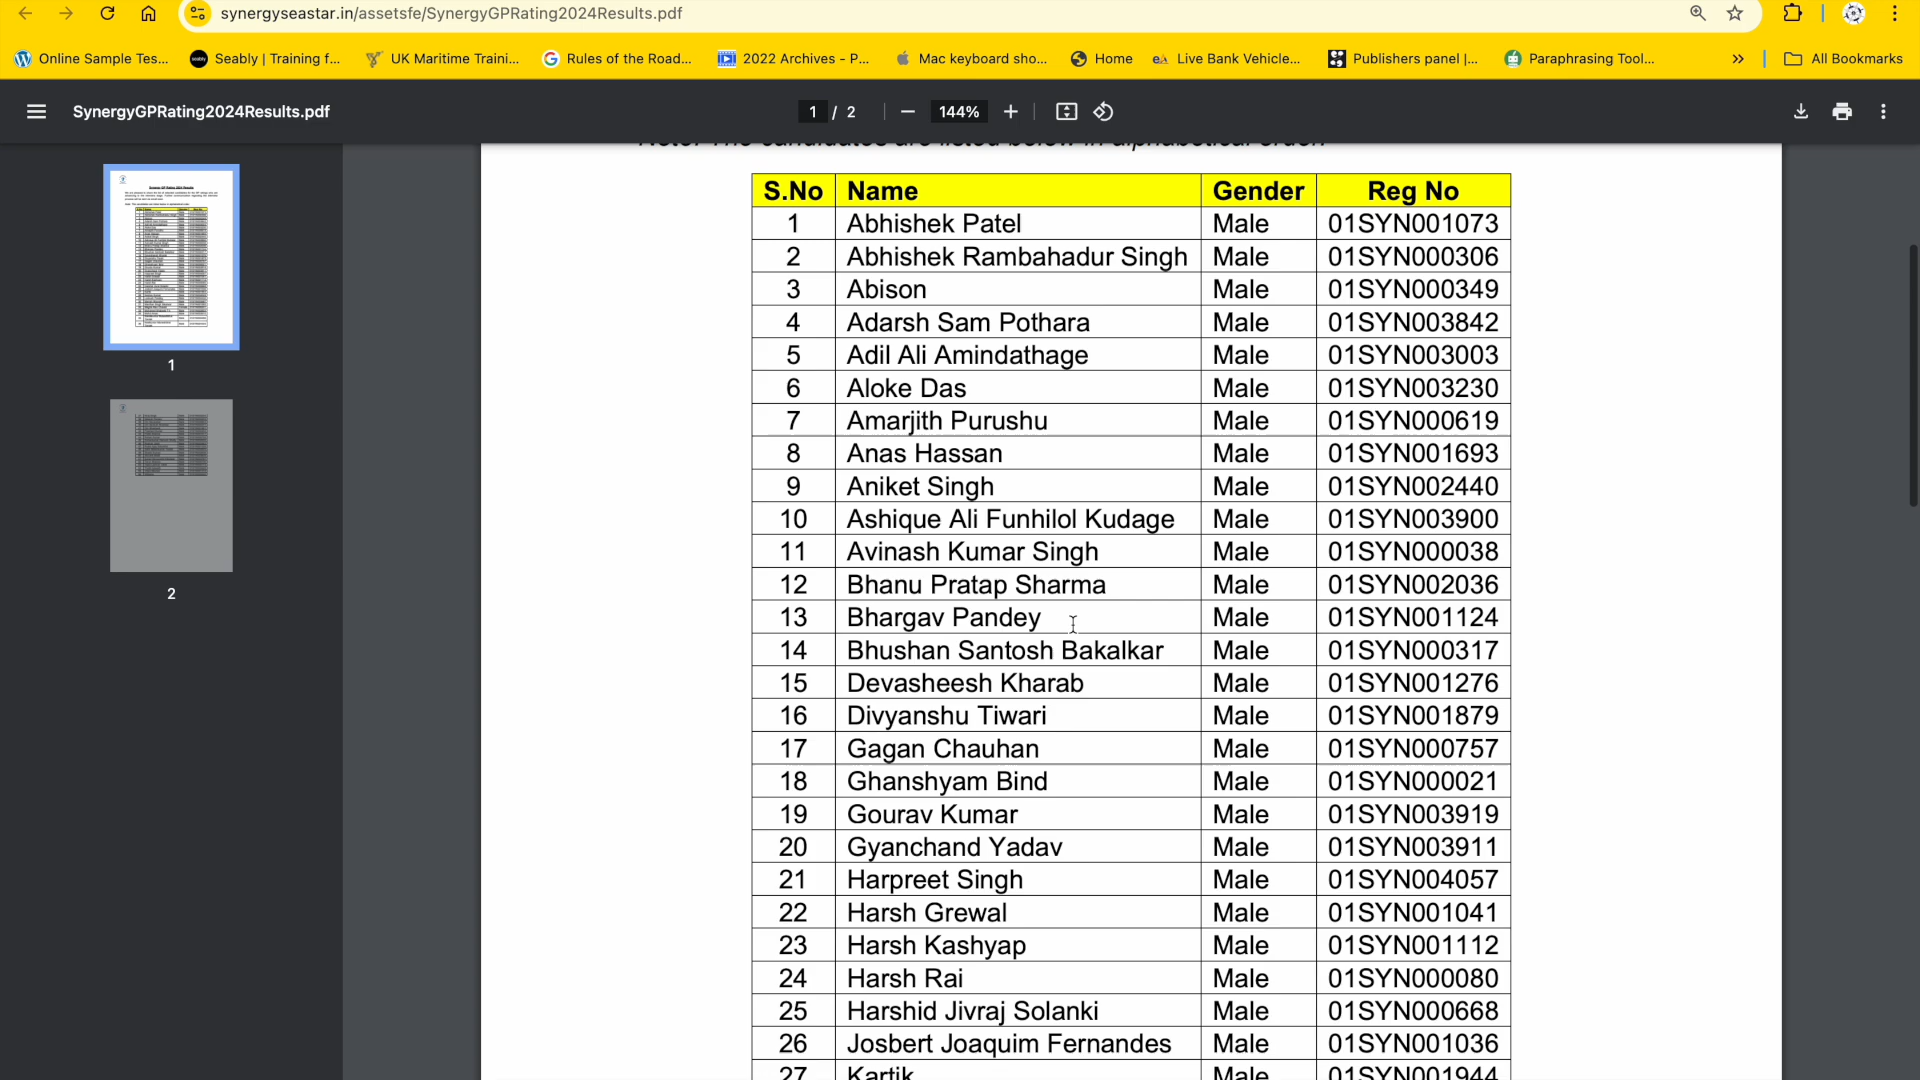 synergyseastar.in/assetsfe/SynergyGPRating2024Results.pdf
Online Sample Tes...
Seably | Training f...
UK Maritime Traini...
Rules of the Road...
2022 Archives - P...
Mac keyboard sho...
Home
Live Bank Vehicle...
Publishers panel |...
Paraphrasing Tool...
All Bookmarks
SynergyGPRating2024Results.pdf
1 / 2
144%
1
2
S.No Name Gender Reg No
1 Abhishek Patel Male 01SYN001073
2 Abhishek Rambahadur Singh Male 01SYN000306
3 Abison Male 01SYN000349
4 Adarsh Sam Pothara Male 01SYN003842
5 Adil Ali Amindathage Male 01SYN003003
6 Aloke Das Male 01SYN003230
7 Amarjith Purushu Male 01SYN000619
8 Anas Hassan Male 01SYN001693
9 Aniket Singh Male 01SYN002440
10 Ashique Ali Funhilol Kudage Male 01SYN003900
11 Avinash Kumar Singh Male 01SYN000038
12 Bhanu Pratap Sharma Male 01SYN002036
13 Bhargav Pandey Male 01SYN001124
14 Bhushan Santosh Bakalkar Male 01SYN000317
15 Devasheesh Kharab Male 01SYN001276
16 Divyanshu Tiwari Male 01SYN001879
17 Gagan Chauhan Male 01SYN000757
18 Ghanshyam Bind Male 01SYN000021
19 Gourav Kumar Male 01SYN003919
20 Gyanchand Yadav Male 01SYN003911
21 Harpreet Singh Male 01SYN004057
22 Harsh Grewal Male 01SYN001041
23 Harsh Kashyap Male 01SYN001112
24 Harsh Rai Male 01SYN000080
25 Harshid Jivraj Solanki Male 01SYN000668
26 Josbert Joaquim Fernandes Male 01SYN001036
27 Kartik Male 01SYN001944